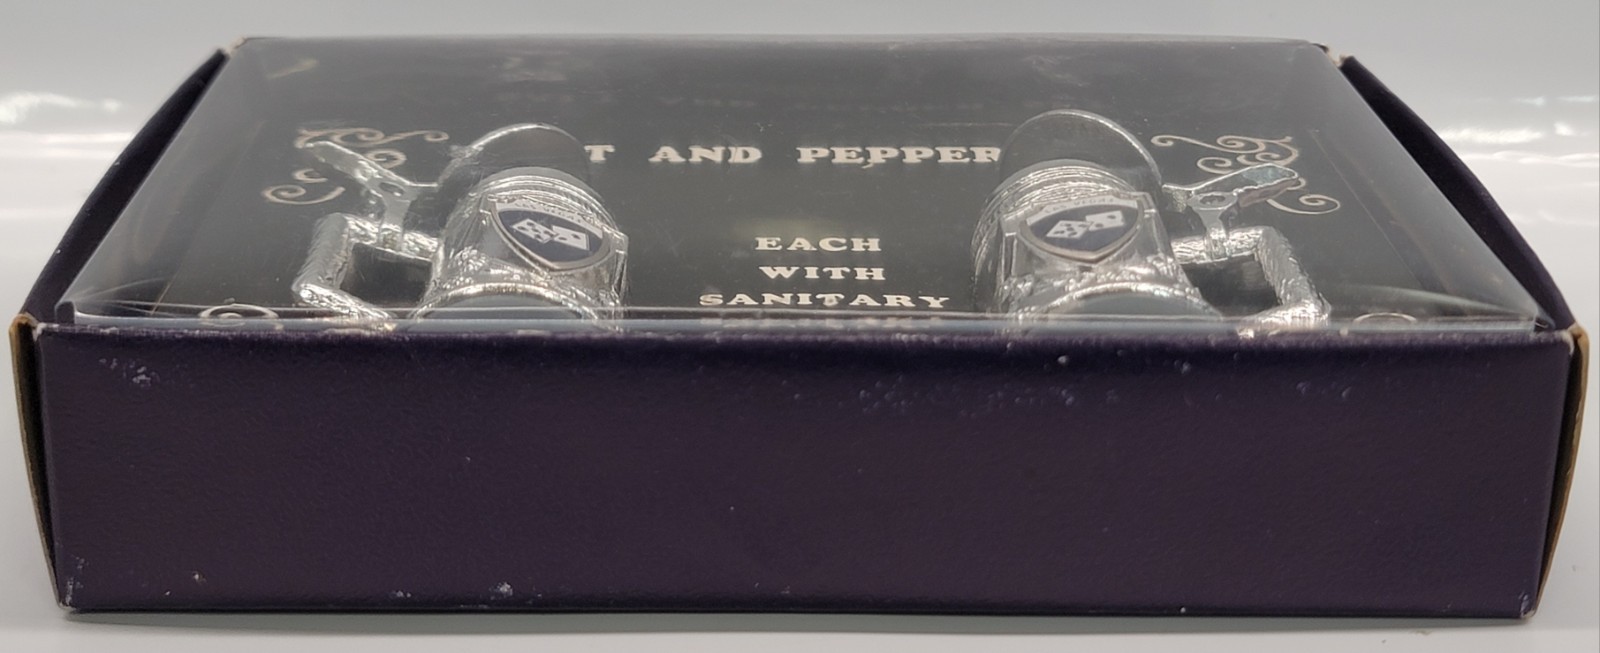 T AND PEPPER
EACH
WITH
SANITARY